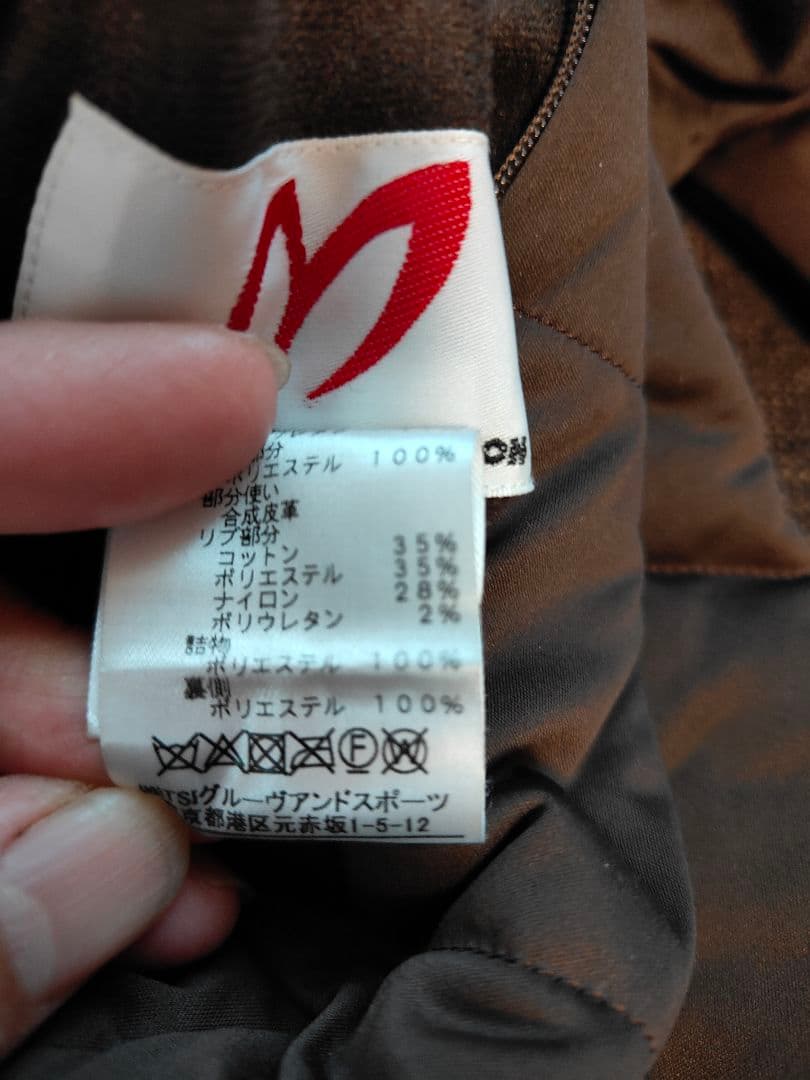 部分
ポリエステル 100%
部分使い
合成皮革
リブ部分
コットン 35%
ポリエステル 35%
ナイロン 28%
ポリウレタン 2%
詰物
ポリエステル 100%
裏側
ポリエステル 100%
F W
TSIグルーヴアンドスポーツ
京都港区元赤坂1-5-12